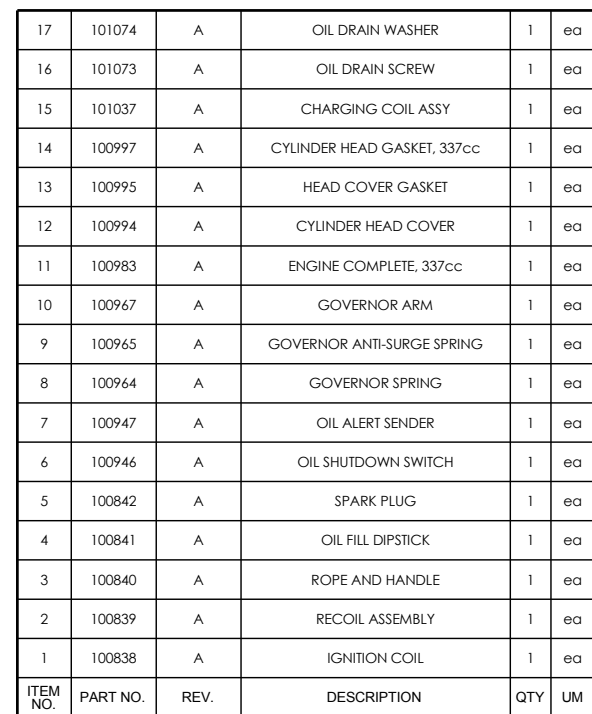 17 101074 A OIL DRAIN WASHER 1 ea
16 101073 A OIL DRAIN SCREW 1 ea
15 101037 A CHARGING COIL ASSY 1 ea
14 100997 A CYLINDER HEAD GASKET, 337cc 1 ea
13 100995 A HEAD COVER GASKET 1 ea
12 100994 A CYLINDER HEAD COVER 1 ea
11 100983 A ENGINE COMPLETE, 337cc 1 ea
10 100967 A GOVERNOR ARM 1 ea
9 100965 A GOVERNOR ANTI-SURGE SPRING 1 ea
8 100964 A GOVERNOR SPRING 1 ea
7 100947 A OIL ALERT SENDER 1 ea
6 100946 A OIL SHUTDOWN SWITCH 1 ea
5 100842 A SPARK PLUG 1 ea
4 100841 A OIL FILL DIPSTICK 1 ea
3 100840 A ROPE AND HANDLE 1 ea
2 100839 A RECOIL ASSEMBLY 1 ea
1 100838 A IGNITION COIL 1 ea
ITEM NO. PART NO. REV. DESCRIPTION QTY UM